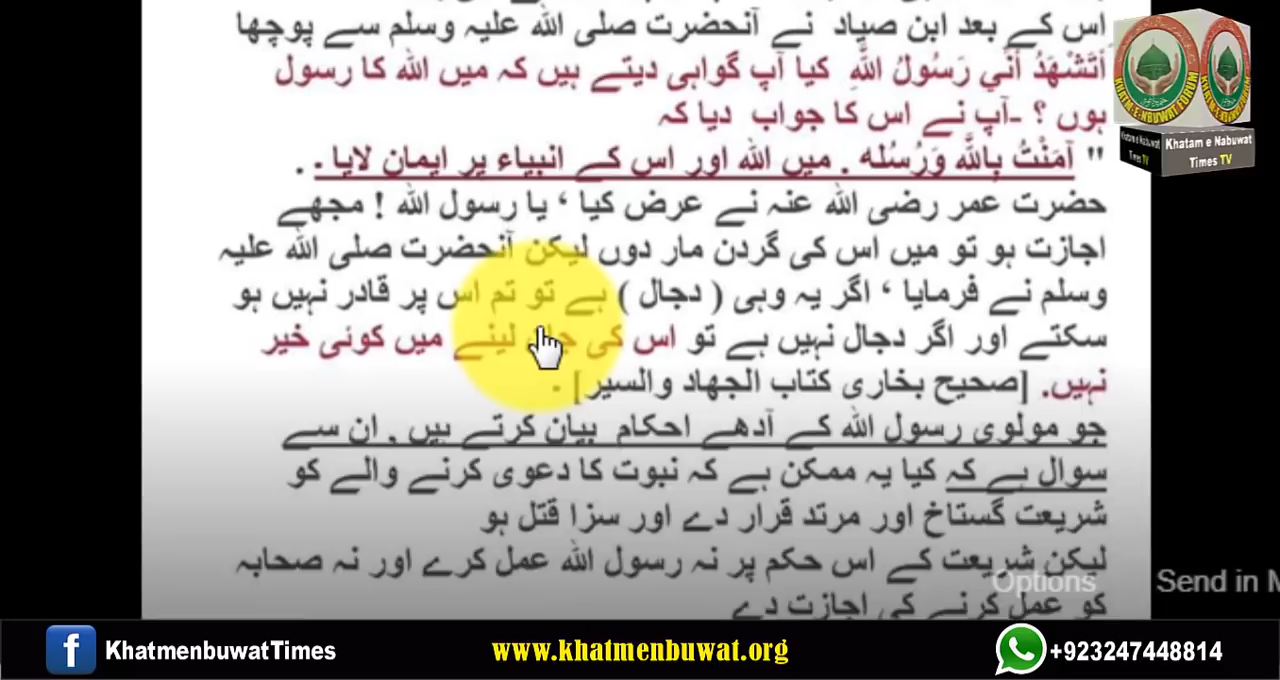 اس کے بعد ابن صیاد نے آنحضرت صلی اللہ علیہ وسلم سے پوچھا
أَتَشْهَدُ أَنِّي رَسُولُ اللَّهِ کیا آپ گواہی دیتے ہیں کہ میں اللہ کا رسول
ہوں ؟ -آپ نے اس کا جواب دیا کہ
" آمَنْتُ بِاللَّهِ وَرُسُلِه . میں اللہ اور اس کے انبیاء پر ایمان لایا .
حضرت عمر رضی اللہ عنہ نے عرض کیا ، یا رسول اللہ ! مجھے
اجازت ہو تو میں اس کی گردن مار دوں لیکن آنحضرت صلی اللہ علیہ
وسلم نے فرمایا ، اگر یہ وہی ( دجال ) ہے تو تم اس پر قادر نہیں ہو
سکتے اور اگر دجال نہیں ہے تو اس کی جان لینے میں کوئی خیر
نہیں. [صحیح بخاری کتاب الجهاد والسیر] .
جو مولوی رسول اللہ کے آدھے احکام بیان کرتے ہیں . ان سے
سوال ہے کہ کیا یہ ممکن ہے کہ نبوت کا دعوی کرنے والے کو
شریعت گستاخ اور مرتد قرار دے اور سزا قتل ہو
لیکن شریعت کے اس حکم پر نہ رسول اللہ عمل کرے اور نہ صحابہ
کو عمل کرنے کی اجازت دے
KHATM-E-NBUWAT FORUM
Khatam e Nabuwat
Times TV
Options
Send in M
KhatmenbuwatTimes
www.khatmenbuwat.org
+923247448814